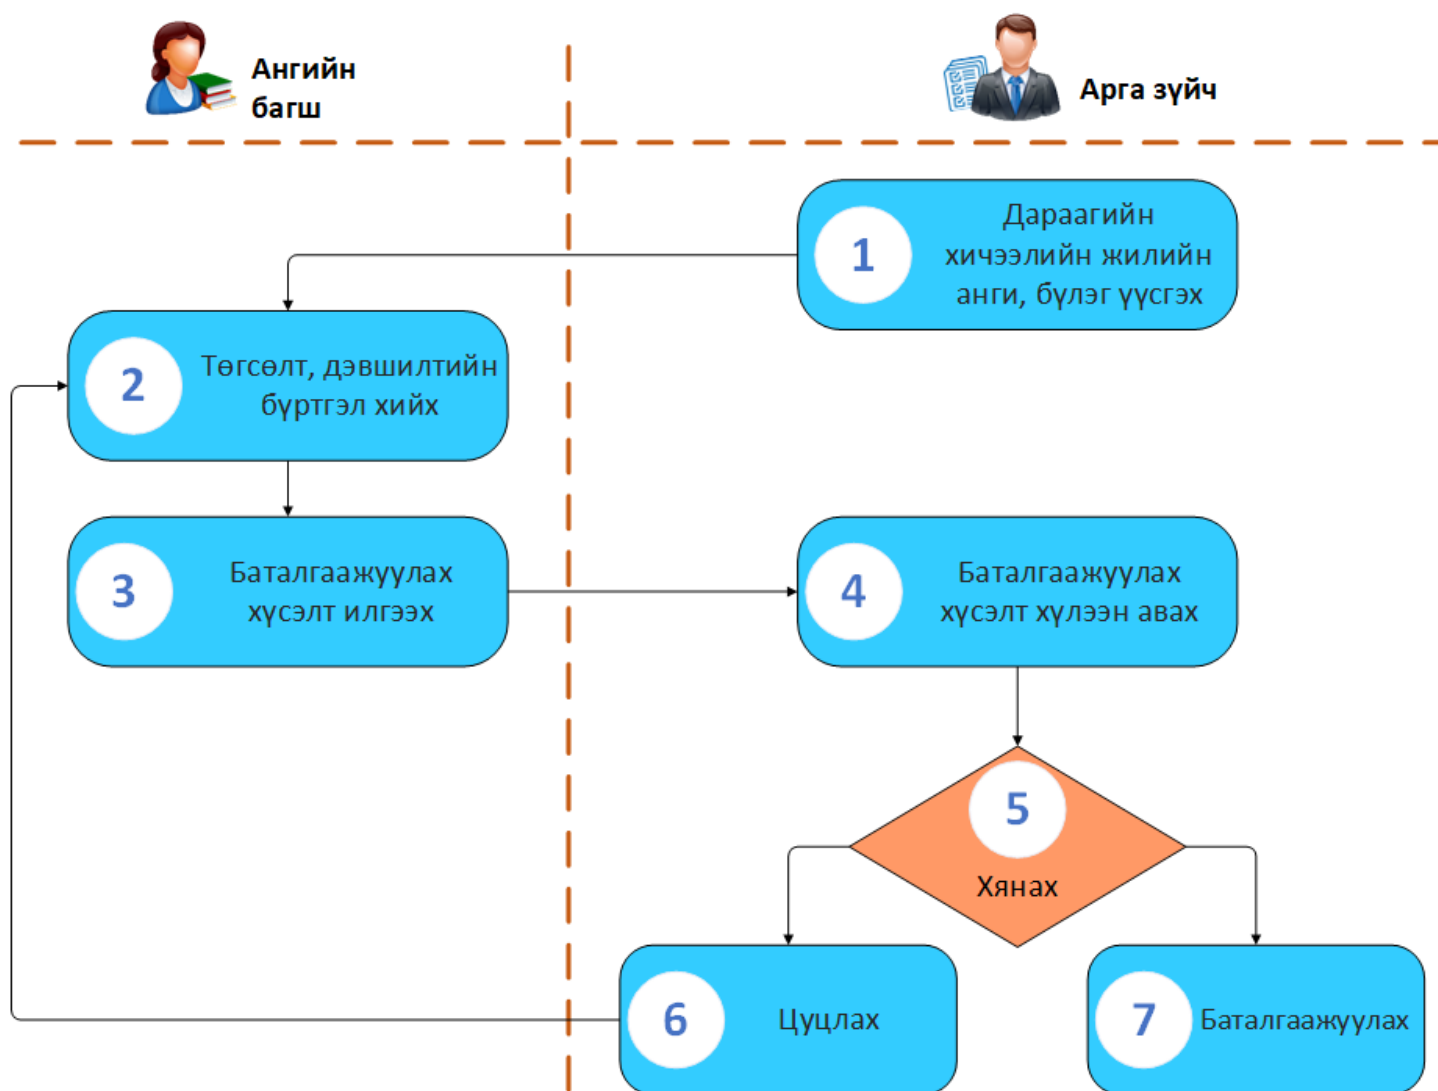 Ангийн
багш
Арга зүйч
1
Дараагийн
хичээлийн жилийн
анги, бүлэг үүсгэх
2
Төгсөлт, дэвшилтийн
бүртгэл хийх
3
Баталгаажуулах
хүсэлт илгээх
4
Баталгаажуулах
хүсэлт хүлээн авах
5
Хянах
6
Цуцлах
7
Баталгаажуулах